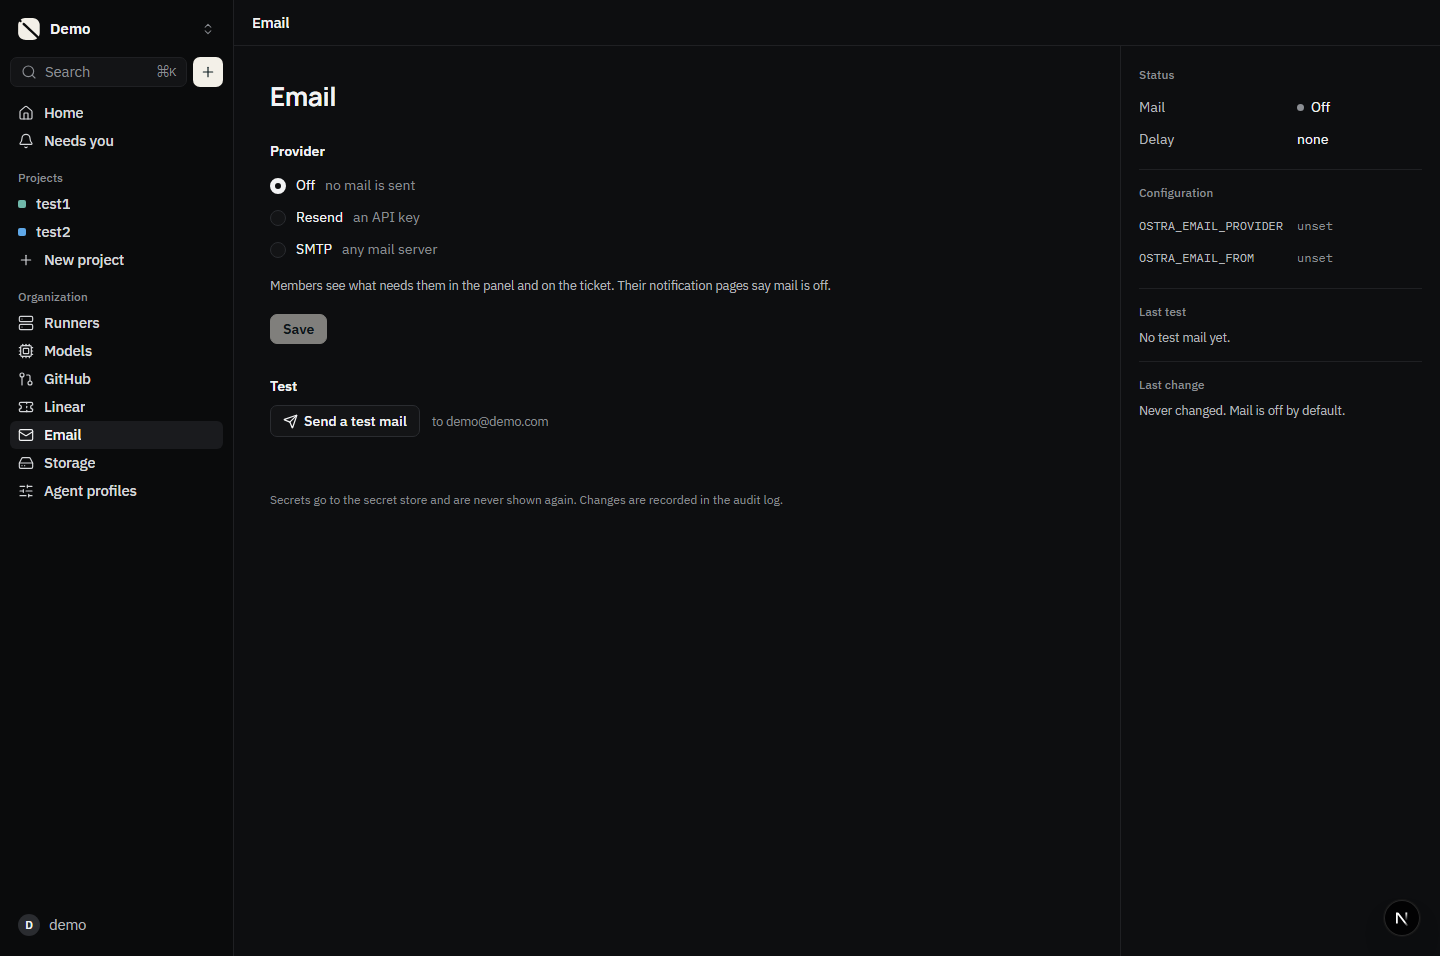 Demo
Search ⌘K
Home
Needs you
Projects
test1
test2
New project
Organization
Runners
Models
GitHub
Linear
Email
Storage
Agent profiles
D demo
Email
Email
Provider
Off no mail is sent
Resend an API key
SMTP any mail server
Members see what needs them in the panel and on the ticket. Their notification pages say mail is off.
Save
Test
Send a test mail to demo@demo.com
Secrets go to the secret store and are never shown again. Changes are recorded in the audit log.
Status
Mail Off
Delay none
Configuration
OSTRA_EMAIL_PROVIDER unset
OSTRA_EMAIL_FROM unset
Last test
No test mail yet.
Last change
Never changed. Mail is off by default.
N